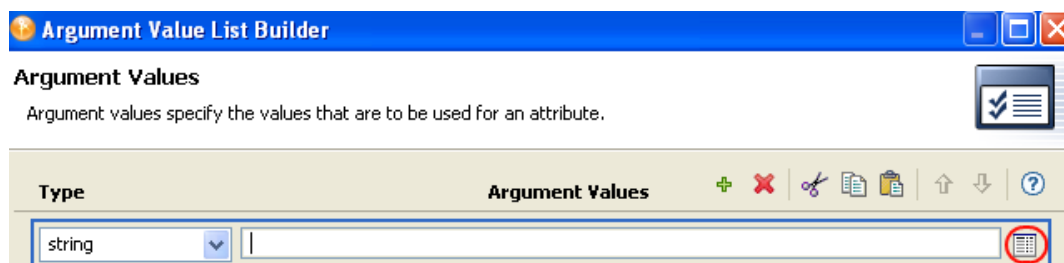 Argument Value List Builder
Argument Values
Argument values specify the values that are to be used for an attribute.
Type Argument Values
string